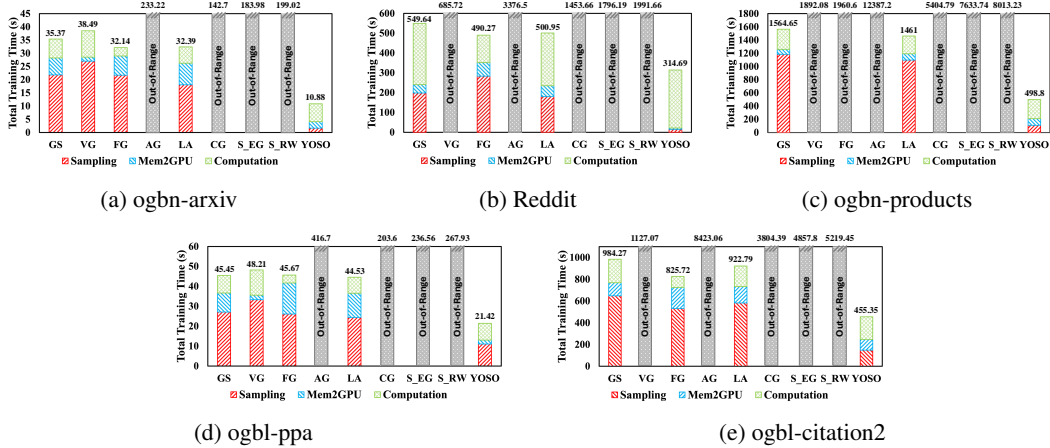 233.22 142.7 183.98 199.02
Total Training Time (s)
45
40
35
30
25
20
15
10
5
0
35.37 38.49 32.14 32.39 10.88
Out-of-Range Out-of-Range Out-of-Range Out-of-Range
GS VG FG AG LA CG S_EG S_RW YOSO
Sampling Mem2GPU Computation
(a) ogbn-arxiv
685.72 3376.5 1453.66 1796.19 1991.66
Total Training Time (s)
600
500
400
300
200
100
0
549.64 490.27 500.95 314.69
Out-of-Range Out-of-Range Out-of-Range Out-of-Range Out-of-Range
GS VG FG AG LA CG S_EG S_RW YOSO
Sampling Mem2GPU Computation
(b) Reddit
1892.08 1960.6 12387.2 5404.79 7633.74 8013.23
Total Training Time (s)
1800
1600
1400
1200
1000
800
600
400
200
0
1564.65 1461 498.8
Out-of-Range Out-of-Range Out-of-Range Out-of-Range Out-of-Range Out-of-Range
GS VG FG AG LA CG S_EG S_RW YOSO
Sampling Mem2GPU Computation
(c) ogbn-products
416.7 203.6 236.56 267.93
Total Training Time (s)
60
50
40
30
20
10
0
45.45 48.21 45.67 44.53 21.42
Out-of-Range Out-of-Range Out-of-Range Out-of-Range
GS VG FG AG LA CG S_EG S_RW YOSO
Sampling Mem2GPU Computation
(d) ogbl-ppa
1127.07 8423.06 3804.39 4857.8 5219.45
Total Training Time (s)
1000
800
600
400
200
0
984.27 825.72 922.79 455.35
Out-of-Range Out-of-Range Out-of-Range Out-of-Range Out-of-Range
GS VG FG AG LA CG S_EG S_RW YOSO
Sampling Mem2GPU Computation
(e) ogbl-citation2